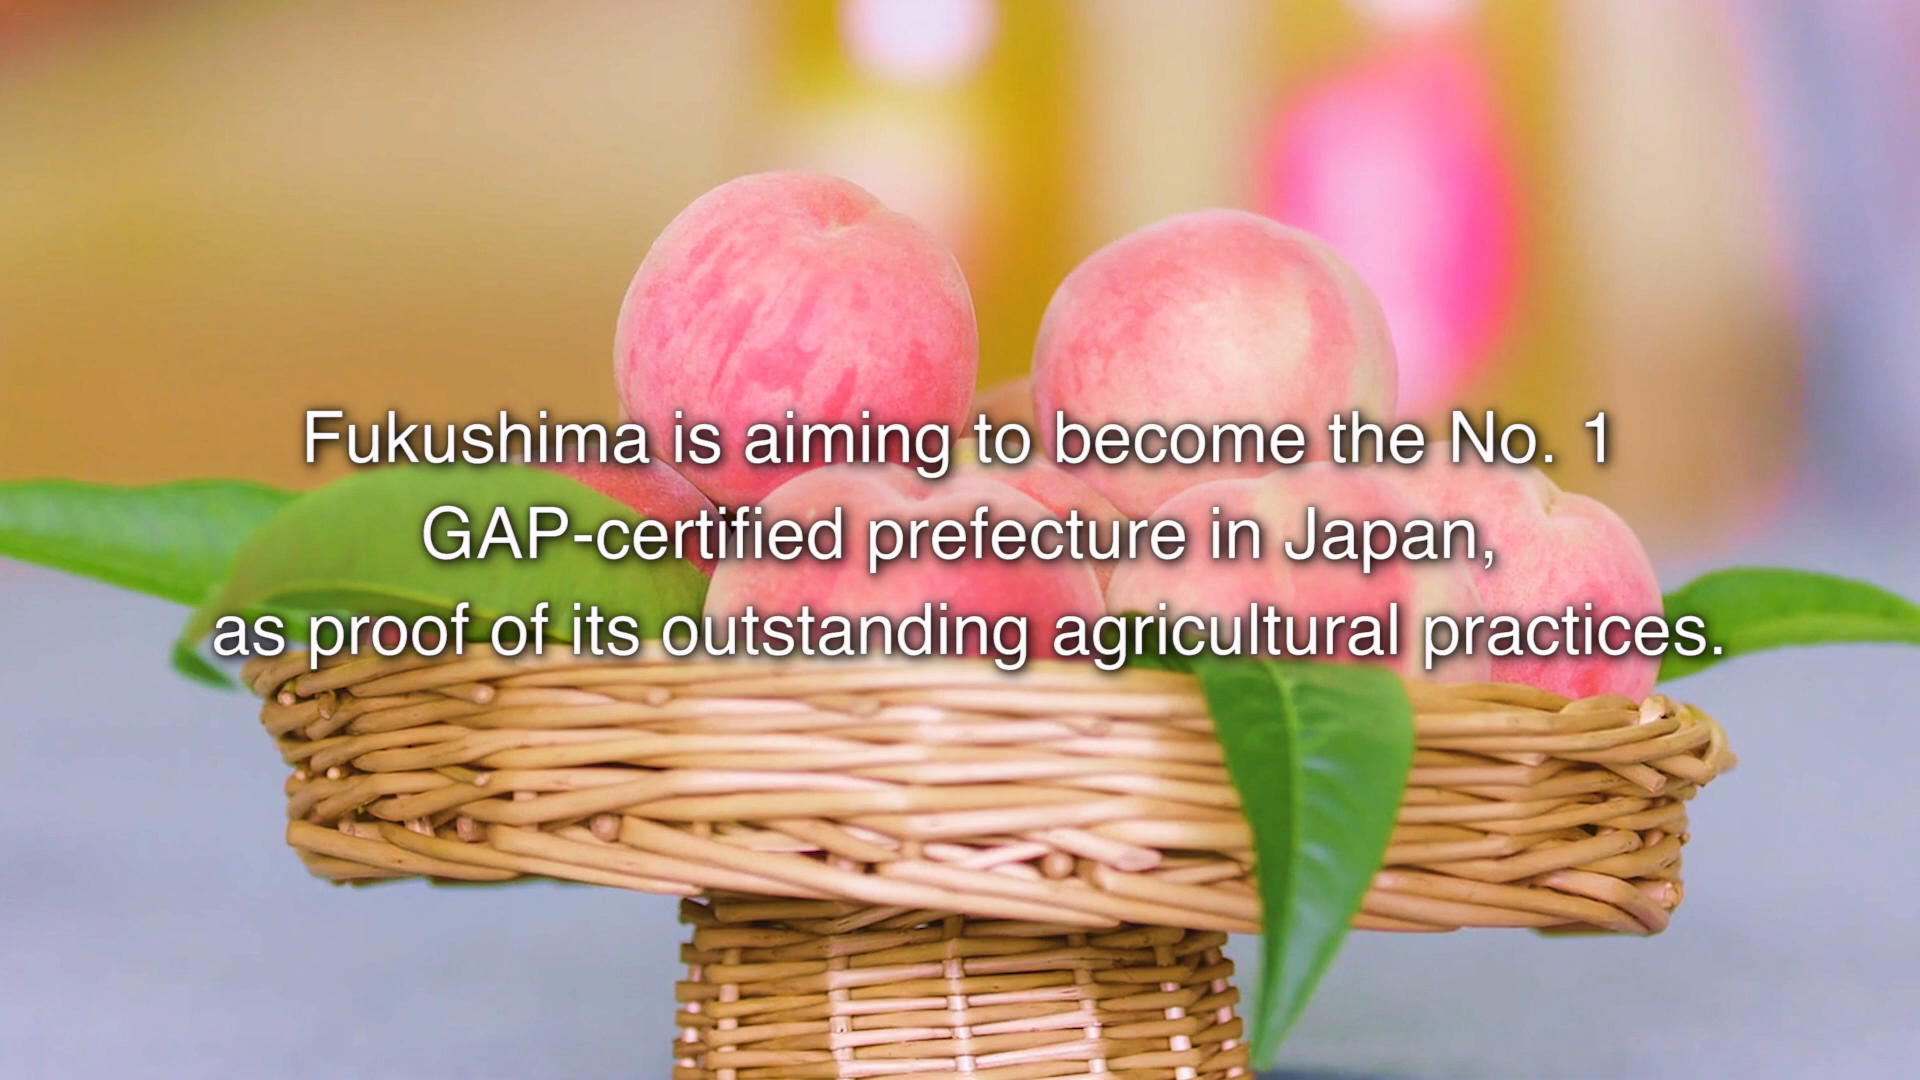 Fukushima is aiming to become the No. 1
GAP-certified prefecture in Japan,
as proof of its outstanding agricultural practices.